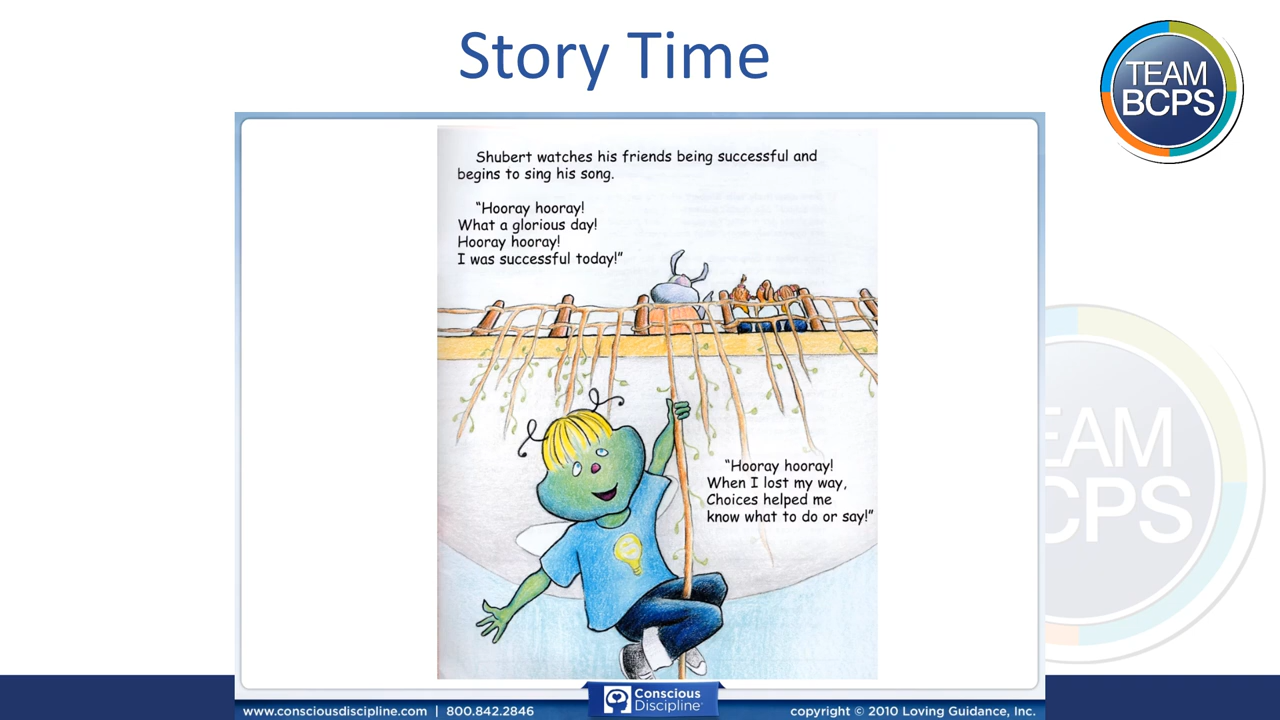 Story Time
TEAM
BCPS
Shubert watches his friends being successful and
begins to sing his song.
“Hooray hooray!
What a glorious day!
Hooray hooray!
I was successful today!”
“Hooray hooray!
When I lost my way,
Choices helped me
know what to do or say!”
EAM
CPS
www.consciousdiscipline.com | 800.842.2846
Conscious
Discipline®
copyright © 2010 Loving Guidance, Inc.